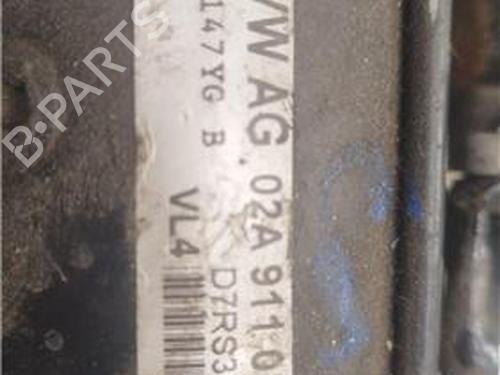 VW AG 02A 911 0
147YG B
D7RS3
VL4
B-PARTS